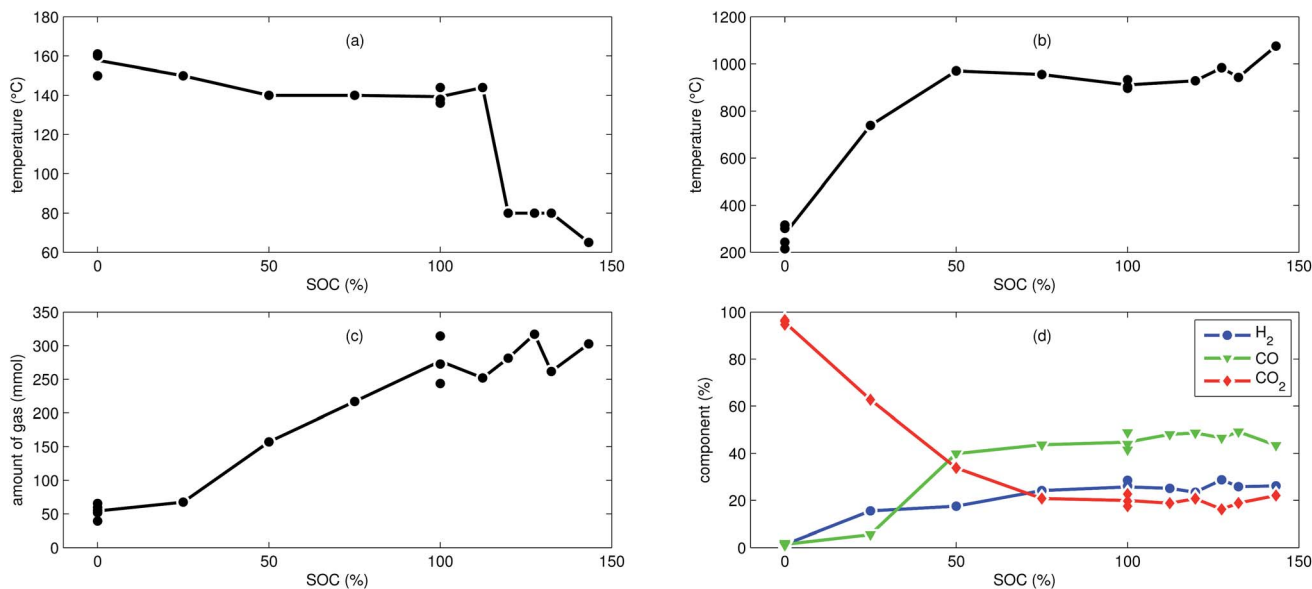 (a)
temperature (°C)
180
160
140
120
100
80
60
0 50 100 150
SOC (%)
(b)
temperature (°C)
1200
1000
800
600
400
200
0 50 100 150
SOC (%)
(c)
amount of gas (mmol)
350
300
250
200
150
100
50
0
0 50 100 150
SOC (%)
(d)
component (%)
100
80
60
40
20
0
0 50 100 150
SOC (%)
H₂
CO
CO₂